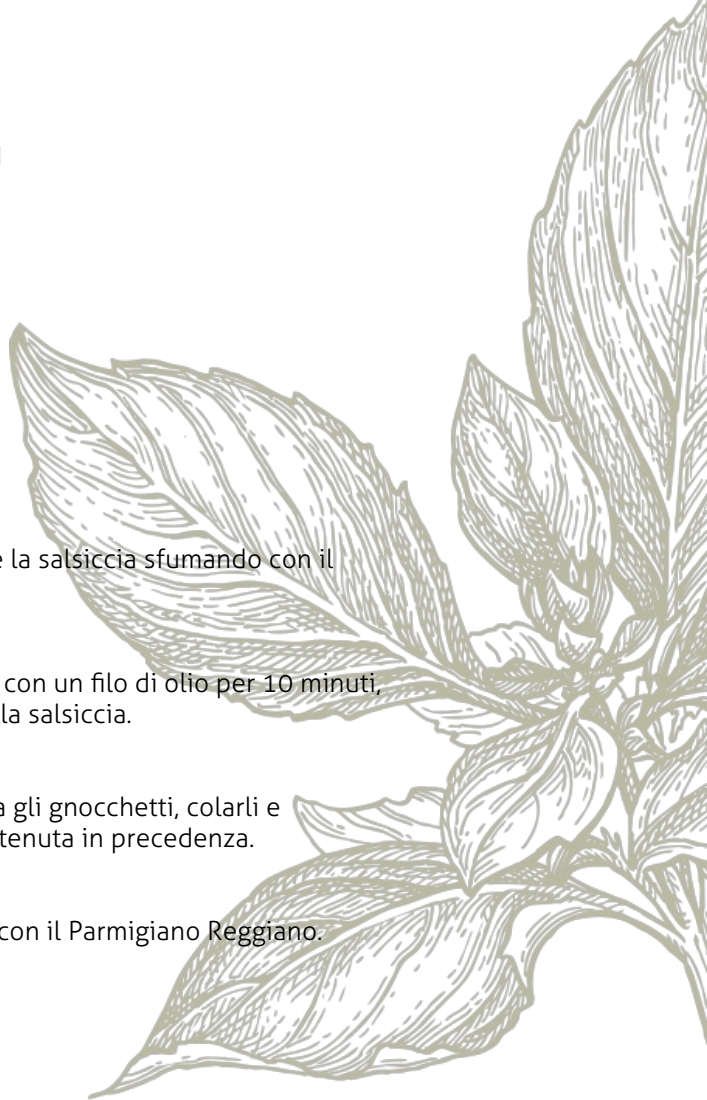 e la salsiccia sfumando con il
con un filo di olio per 10 minuti,
la salsiccia.
a gli gnocchetti, colarli e
tenuta in precedenza.
con il Parmigiano Reggiano.